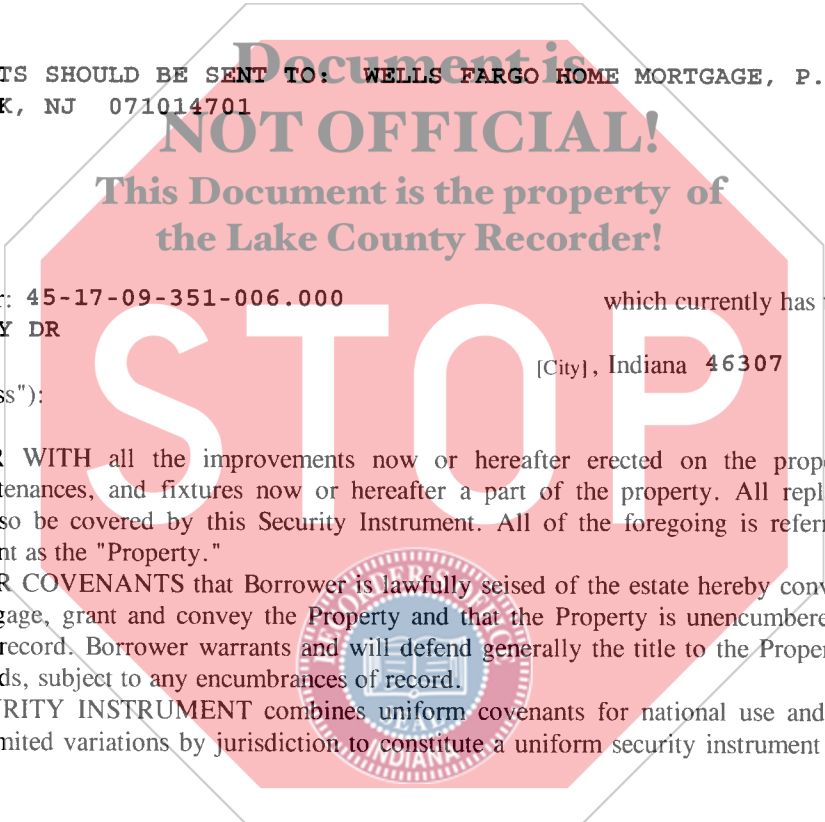 Document is
TS SHOULD BE SENT TO: WELLS FARGO HOME MORTGAGE, P.
K, NJ 071014701
NOT OFFICIAL!
This Document is the property of
the Lake County Recorder!
r: 45-17-09-351-006.000 which currently has
Y DR
[City], Indiana 46307
ss"):
STOP
R WITH all the improvements now or hereafter erected on the prop
tenances, and fixtures now or hereafter a part of the property. All repl
so be covered by this Security Instrument. All of the foregoing is referr
nt as the "Property."
R COVENANTS that Borrower is lawfully seised of the estate hereby conv
gage, grant and convey the Property and that the Property is unencumbere
record. Borrower warrants and will defend generally the title to the Proper
ds, subject to any encumbrances of record.
RITY INSTRUMENT combines uniform covenants for national use and
mited variations by jurisdiction to constitute a uniform security instrument
RECORDER'S OFFICE
SEAL
INDIANA